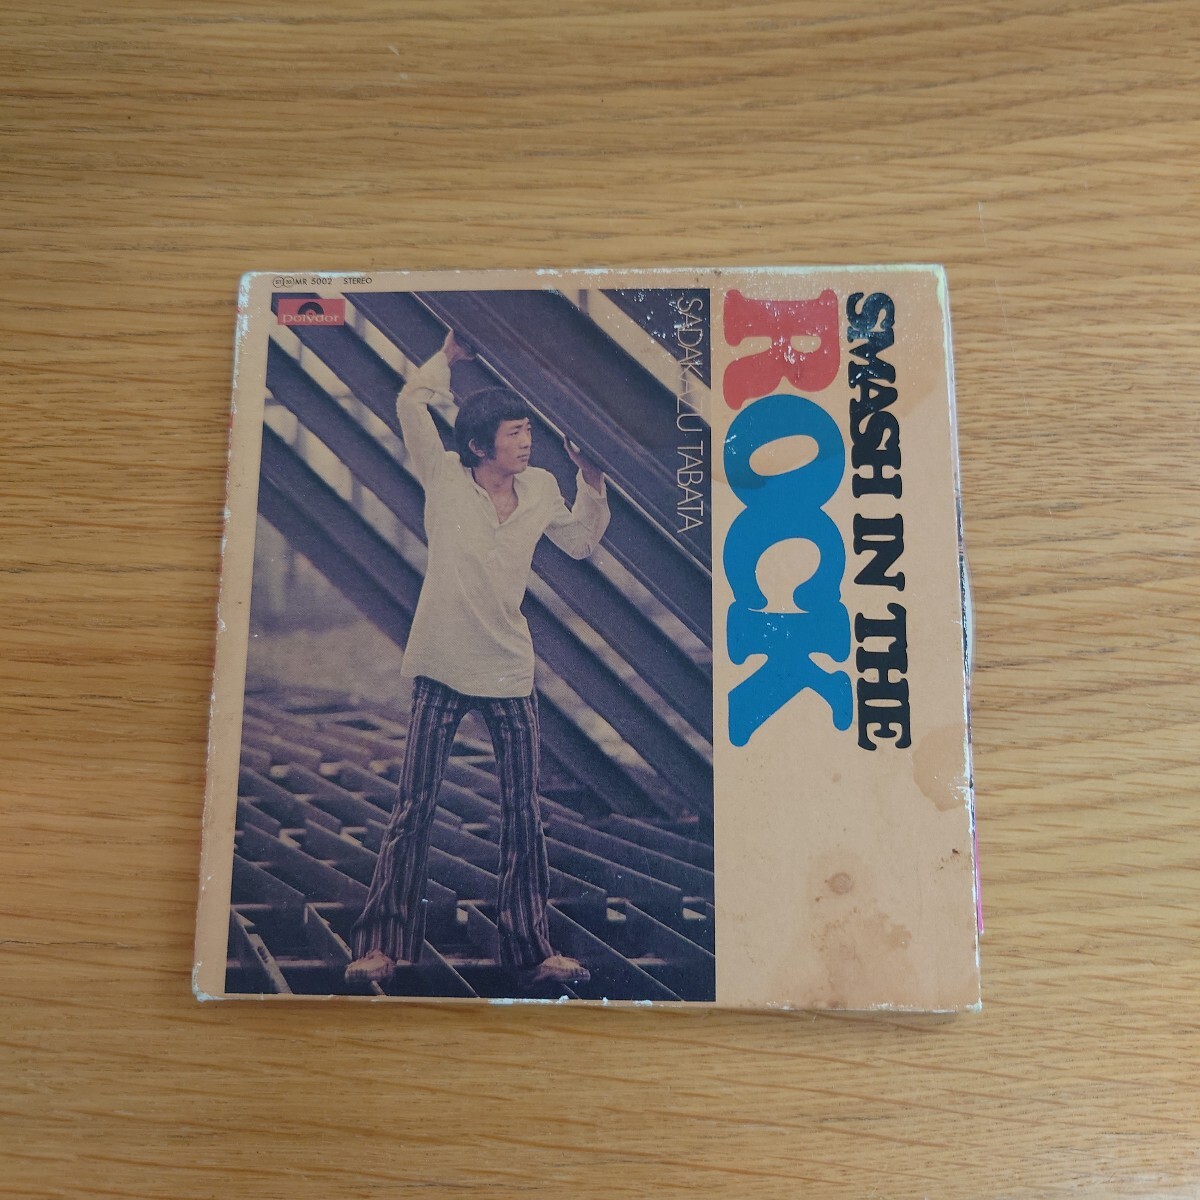 MR 5002 STEREO
Polydor
SADAKAZU TABATA
SMASH IN THE
ROCK